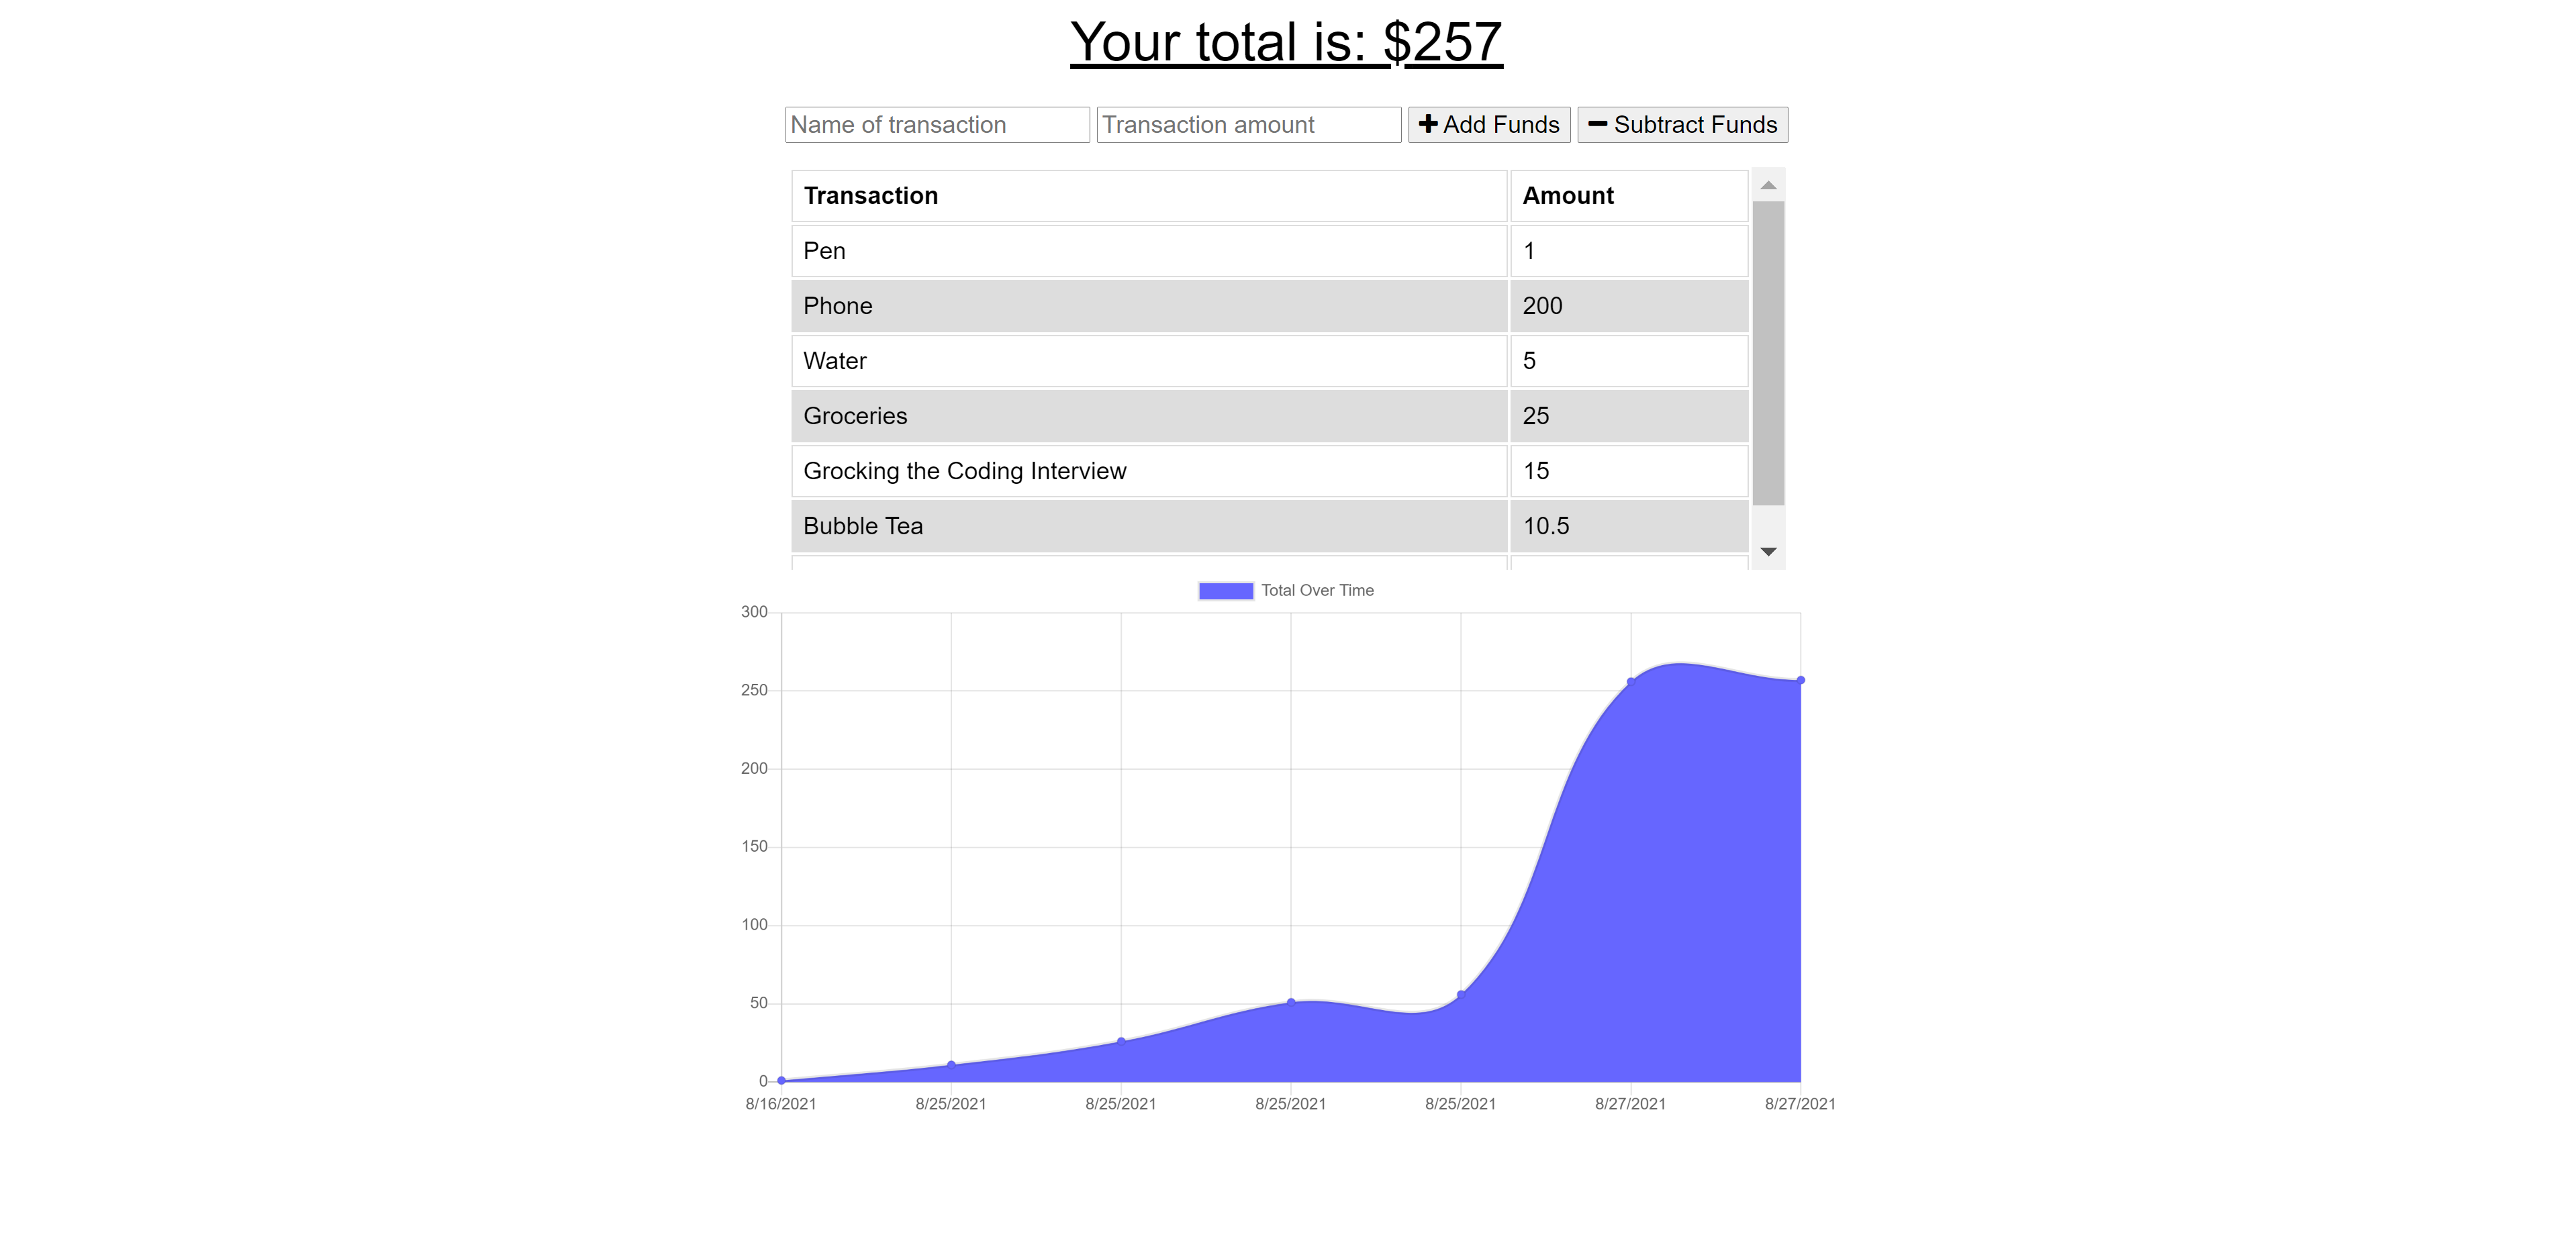 Your total is: $257
Name of transaction Transaction amount Add Funds Subtract Funds
Transaction Amount
Pen 1
Phone 200
Water 5
Groceries 25
Grocking the Coding Interview 15
Bubble Tea 10.5
Total Over Time
300
250
200
150
100
50
0
8/16/2021 8/25/2021 8/25/2021 8/25/2021 8/25/2021 8/27/2021 8/27/2021